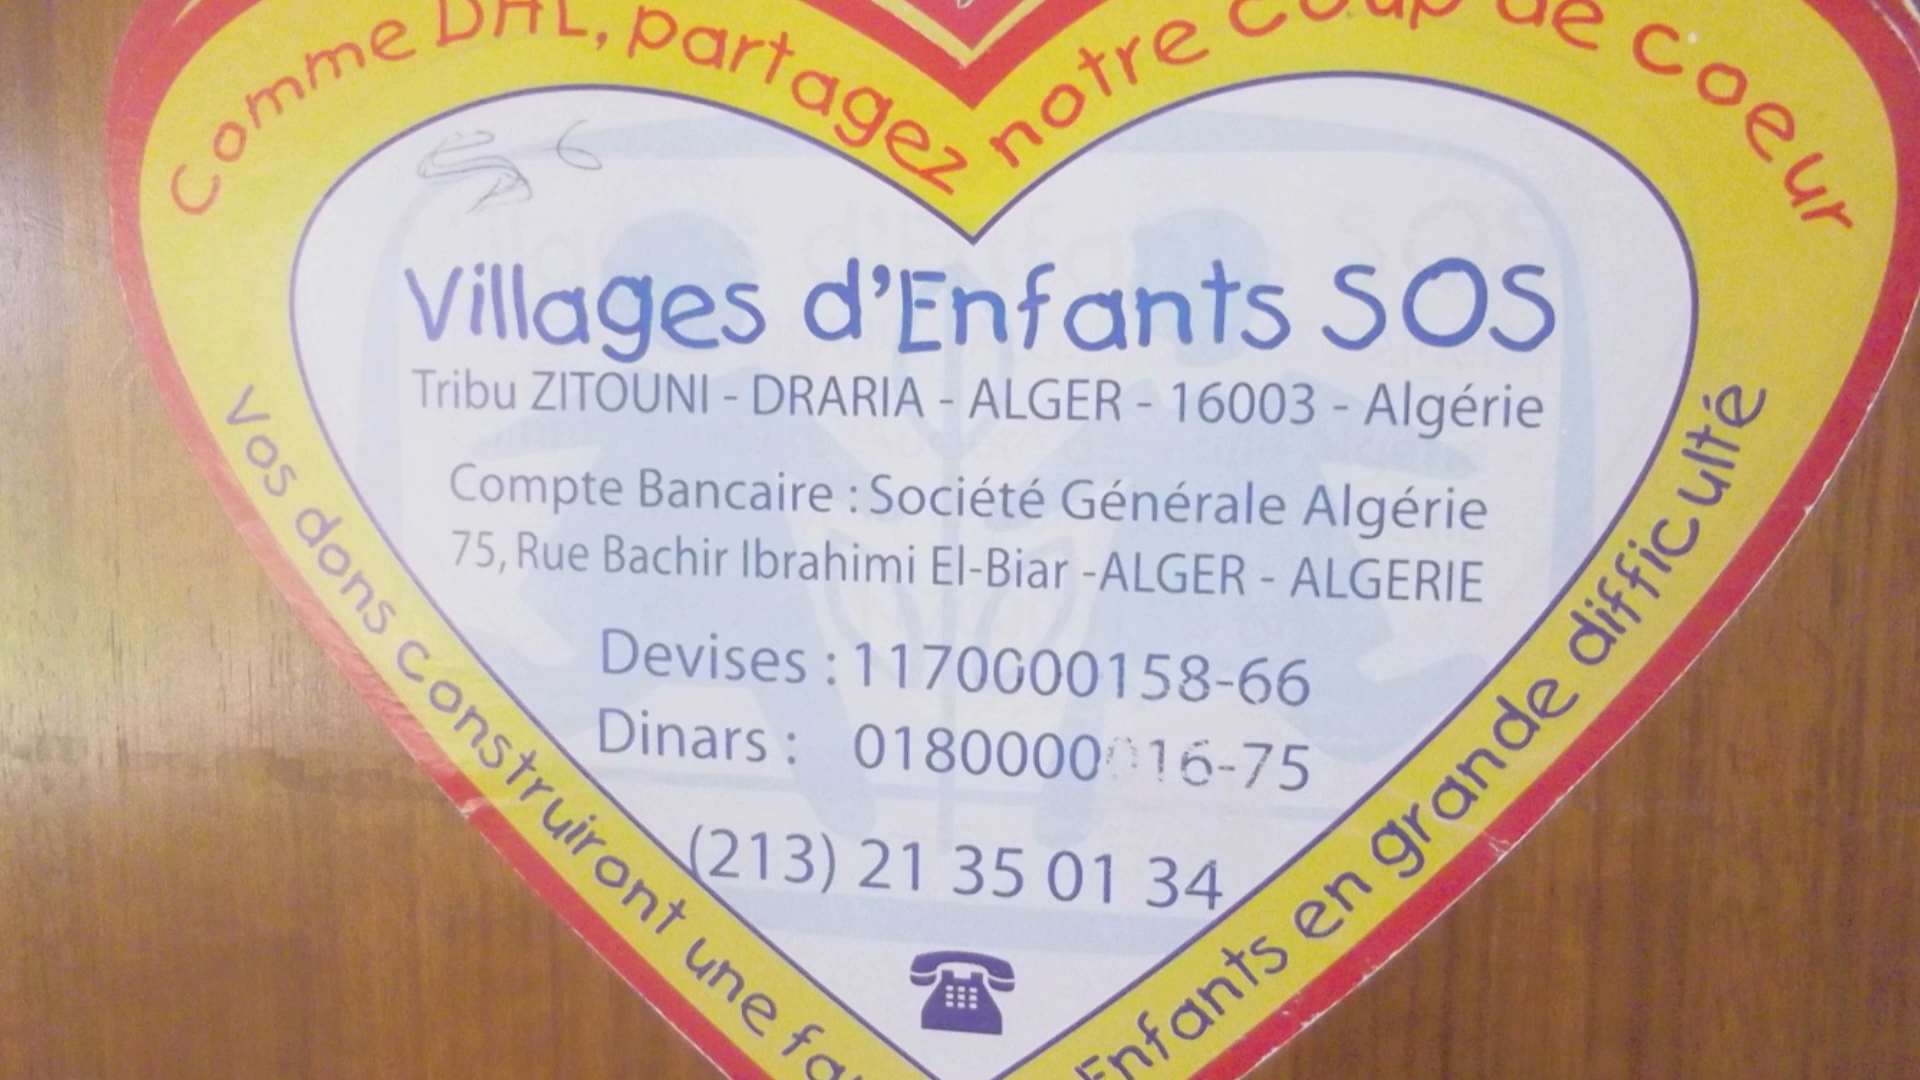 Comme DHL, partagez notre coup de coeur
Villages d'Enfants SOS
Tribu ZITOUNI - DRARIA - ALGER - 16003 - Algérie
Compte Bancaire : Société Générale Algérie
75, Rue Bachir Ibrahimi El-Biar -ALGER - ALGERIE
Devises : 1170000158-66
Dinars : 0180000016-75
(213) 21 35 01 34
Vos dons construiront une
Enfants en grande difficulté